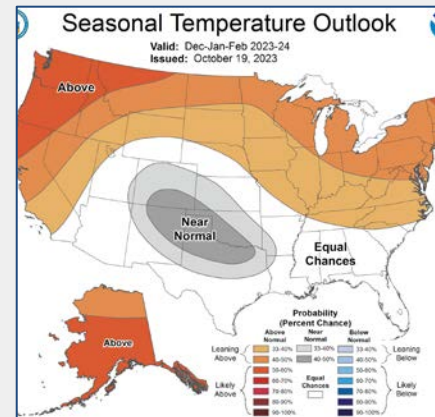 Seasonal Temperature Outlook
Valid: Dec-Jan-Feb 2023-24
Issued: October 19, 2023
Above
Near
Normal
Equal
Chances
Above
Probability
(Percent Chance)
Above
Normal
Near
Normal
Below
Normal
Leaning
Above
33-40%
40-50%
33-40%
40-50%
33-40%
40-50%
Leaning
Below
Likely
Above
50-60%
60-70%
70-80%
80-90%
90-100%
Equal
Chances
50-60%
60-70%
70-80%
80-90%
90-100%
Likely
Below